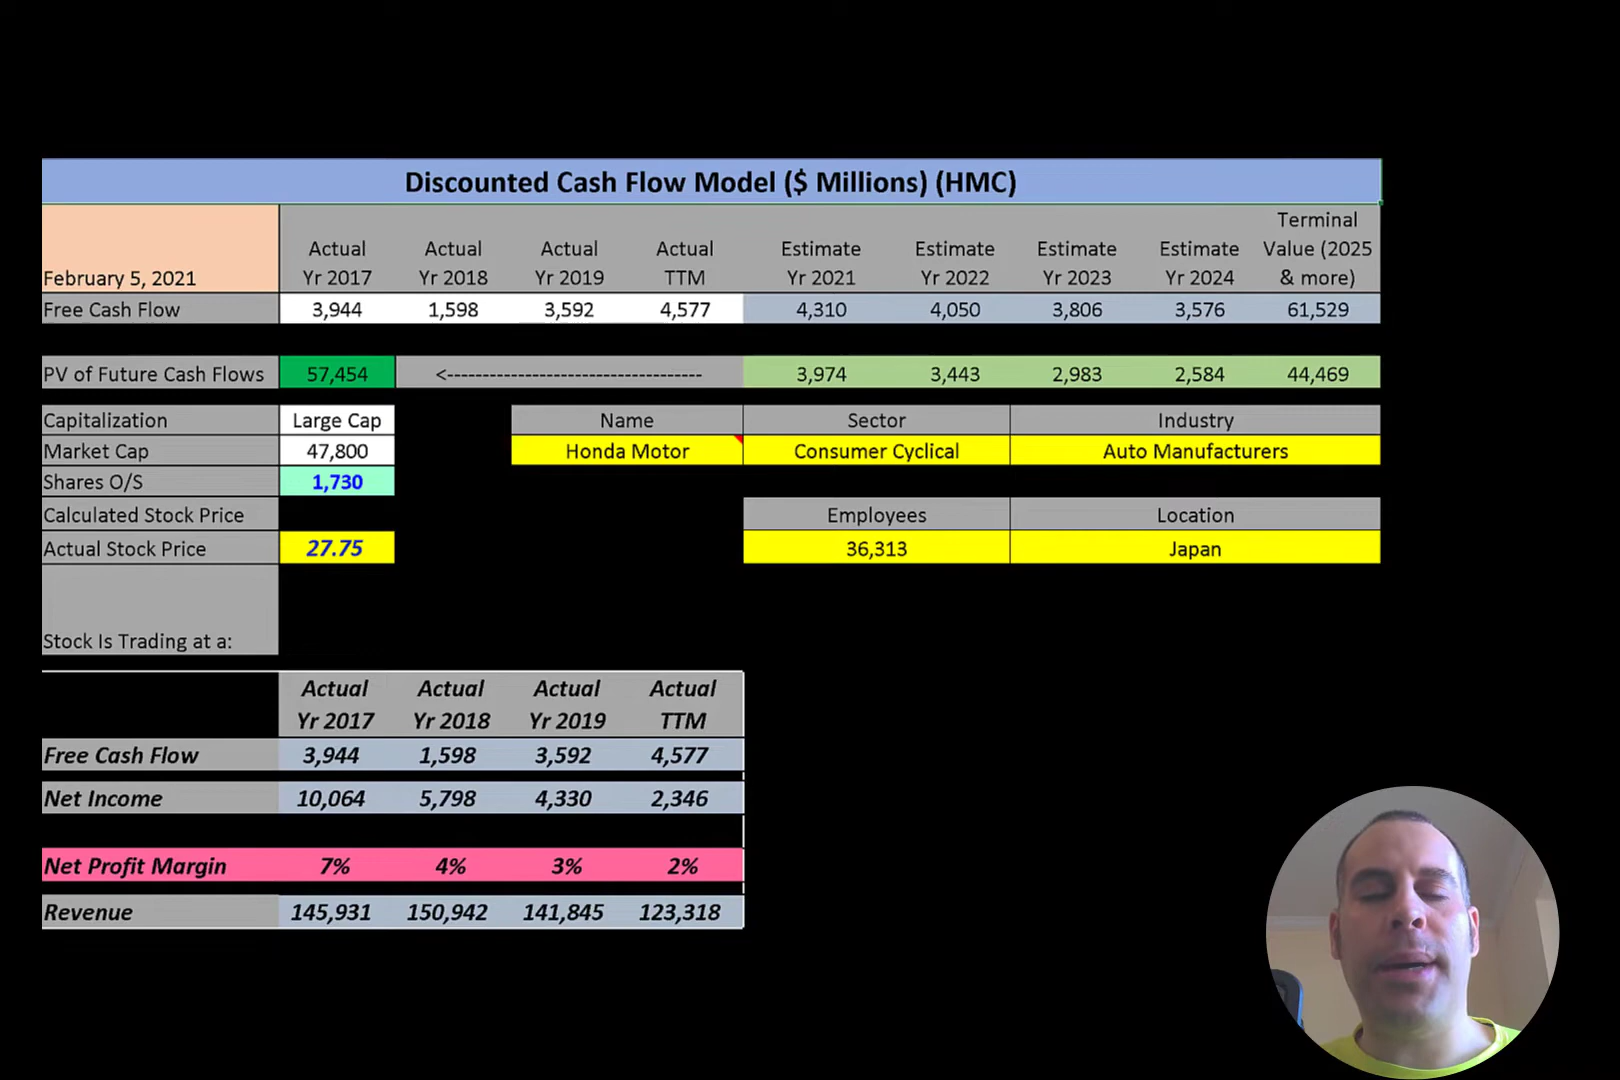 Discounted Cash Flow Model ($ Millions) (HMC)
February 5, 2021 Actual Yr 2017 Actual Yr 2018 Actual Yr 2019 Actual TTM Estimate Yr 2021 Estimate Yr 2022 Estimate Yr 2023 Estimate Yr 2024 Terminal Value (2025 & more)
Free Cash Flow 3,944 1,598 3,592 4,577 4,310 4,050 3,806 3,576 61,529
PV of Future Cash Flows 57,454 <------------------------------------ 3,974 3,443 2,983 2,584 44,469
Capitalization Large Cap Name Sector Industry
Market Cap 47,800 Honda Motor Consumer Cyclical Auto Manufacturers
Shares O/S 1,730
Calculated Stock Price Employees Location
Actual Stock Price 27.75 36,313 Japan
Stock Is Trading at a:
Actual Yr 2017 Actual Yr 2018 Actual Yr 2019 Actual TTM
Free Cash Flow 3,944 1,598 3,592 4,577
Net Income 10,064 5,798 4,330 2,346
Net Profit Margin 7% 4% 3% 2%
Revenue 145,931 150,942 141,845 123,318